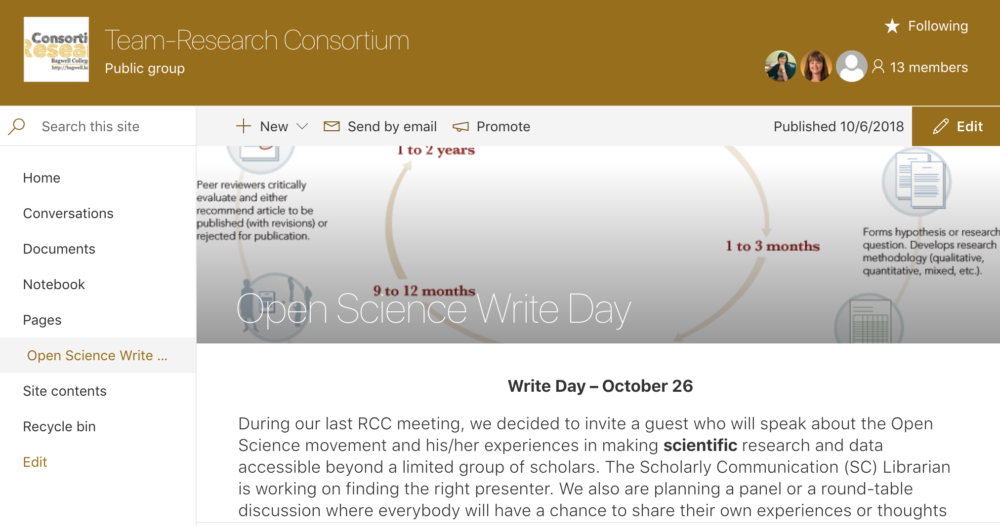 Consorti
Resea
Bagwell Colleg
http://bagwell.ke
Team-Research Consortium
Public group
Following
13 members
Search this site
New
Send by email
Promote
Published 10/6/2018
Edit
Home
Conversations
Documents
Notebook
Pages
Open Science Write ...
Site contents
Recycle bin
Edit
1 to 2 years
Peer reviewers critically
evaluate and either
recommend article to be
published (with revisions) or
rejected for publication.
1 to 3 months
Forms hypothesis or research
question. Develops research
methodology (qualitative,
quantitative, mixed, etc.).
9 to 12 months
Open Science Write Day
Write Day – October 26
During our last RCC meeting, we decided to invite a guest who will speak about the Open
Science movement and his/her experiences in making scientific research and data
accessible beyond a limited group of scholars. The Scholarly Communication (SC) Librarian
is working on finding the right presenter. We also are planning a panel or a round-table
discussion where everybody will have a chance to share their own experiences or thoughts